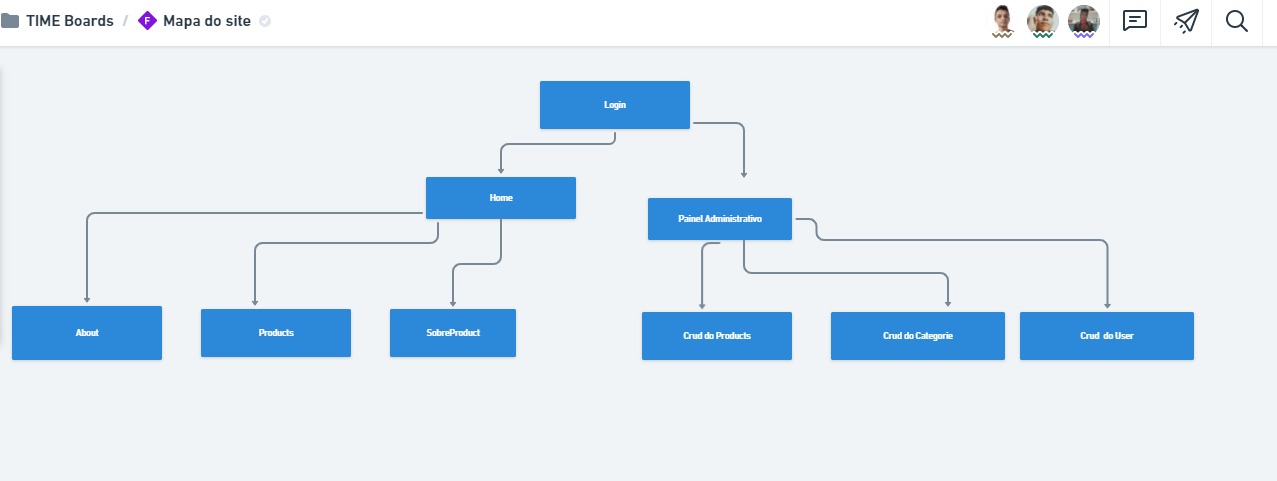 TIME Boards / F Mapa do site
Login
Home
Painel Administrativo
About
Products
SobreProduct
Crud do Products
Crud do Categorie
Crud do User